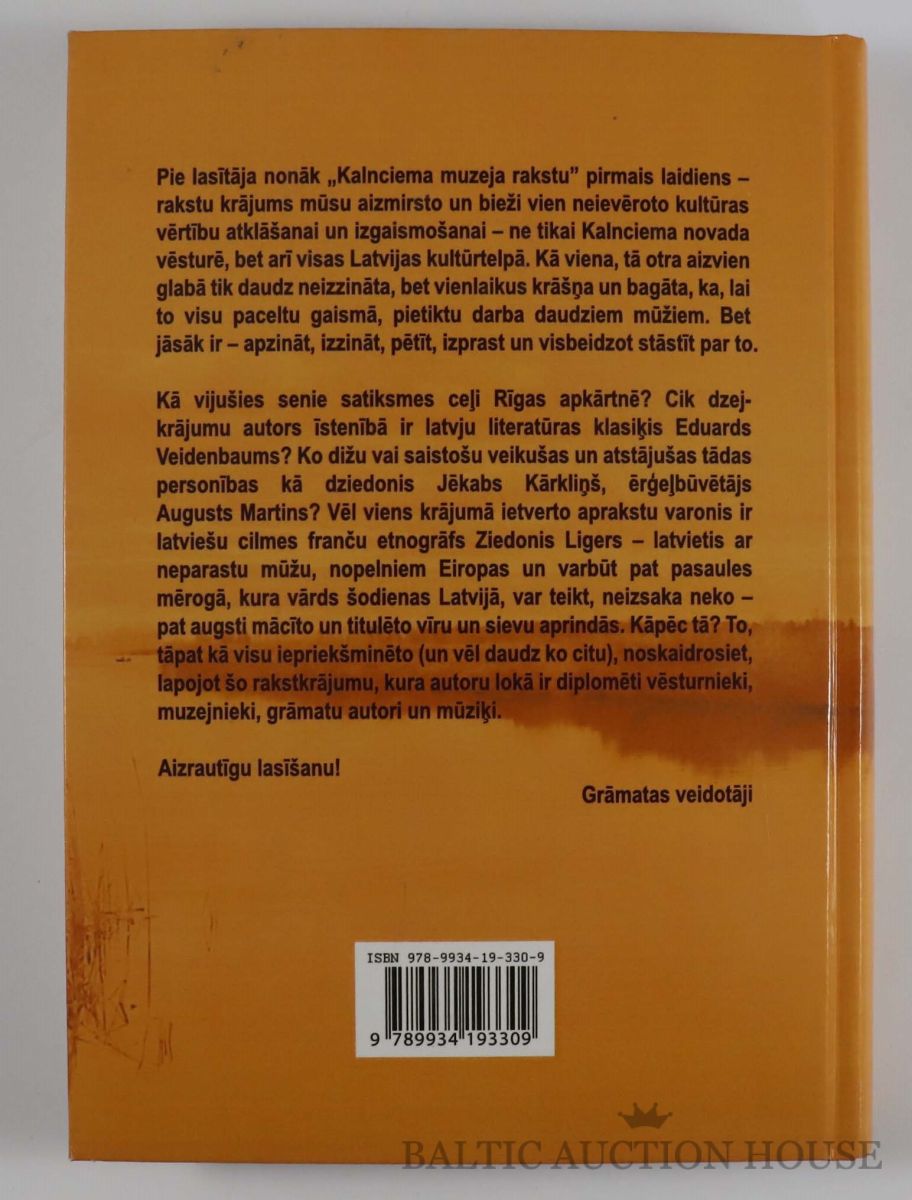 Pie lasītāja nonāk „Kalnciema muzeja rakstu” pirmais laidiens –
rakstu krājums mūsu aizmirsto un bieži vien neievēroto kultūras
vērtību atklāšanai un izgaismošanai – ne tikai Kalnciema novada
vēsturē, bet arī visas Latvijas kultūrtelpā. Kā viena, tā otra aizvien
glabā tik daudz neizzināta, bet vienlaikus krāšņa un bagāta, ka, lai
to visu paceltu gaismā, pietiktu darba daudziem mūžiem. Bet
jāsāk ir – apzināt, izzināt, pētīt, izprast un visbeidzot stāstīt par to.
Kā vijušies senie satiksmes ceļi Rīgas apkārtnē? Cik dzej-
krājumu autors īstenībā ir latvju literatūras klasiķis Eduards
Veidenbaums? Ko dižu vai saistošu veikušas un atstājušas tādas
personības kā dziedonis Jēkabs Kārkliņš, ērģeļbūvētājs
Augusts Martins? Vēl viens krājumā ietverto aprakstu varonis ir
latviešu cilmes franču etnogrāfs Ziedonis Ligers – latvietis ar
neparastu mūžu, nopelniem Eiropas un varbūt pat pasaules
mērogā, kura vārds šodienas Latvijā, var teikt, neizsaka neko –
pat augsti mācīto un titulēto vīru un sievu aprindās. Kāpēc tā? To,
tāpat kā visu iepriekšminēto (un vēl daudz ko citu), noskaidrosiet,
lapojot šo rakstkrājumu, kura autoru lokā ir diplomēti vēsturnieki,
muzejnieki, grāmatu autori un mūziķi.
Aizrautīgu lasīšanu!
Grāmatas veidotāji
ISBN 978-9934-19-330-9
9 789934 193309
BALTIC AUCTION HOUSE